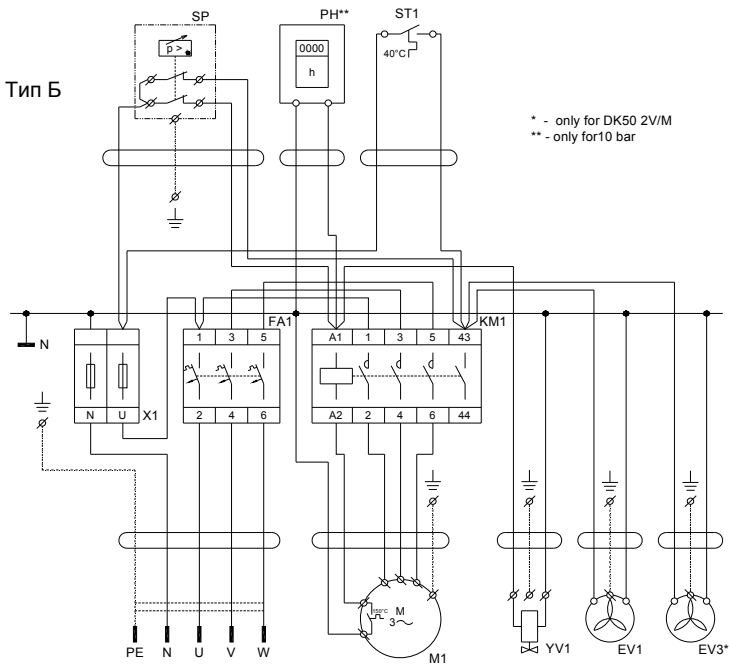 SP
PH**
ST1
0000
h
p >
40°C
Тип Б
* - only for DK50 2V/M
** - only for10 bar
N
FA1
KM1
1 3 5
A1 1 3 5 43
N U
X1
2 4 6
A2 2 4 6 44
150°C
M
3~
M1
YV1
EV1
EV3*
PE N U V W